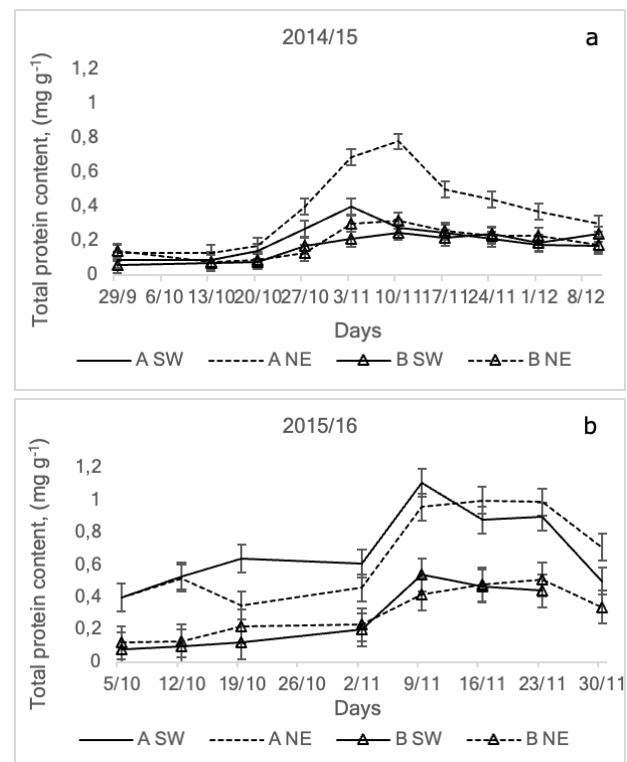 2014/15
a
Total protein content, (mg g⁻¹)
1,2
1
0,8
0,6
0,4
0,2
0
29/9 6/10 13/10 20/10 27/10 3/11 10/11 17/11 24/11 1/12 8/12
Days
A SW A NE B SW B NE
2015/16
b
Total protein content, (mg g⁻¹)
1,2
1
0,8
0,6
0,4
0,2
0
5/10 12/10 19/10 26/10 2/11 9/11 16/11 23/11 30/11
Days
A SW A NE B SW B NE